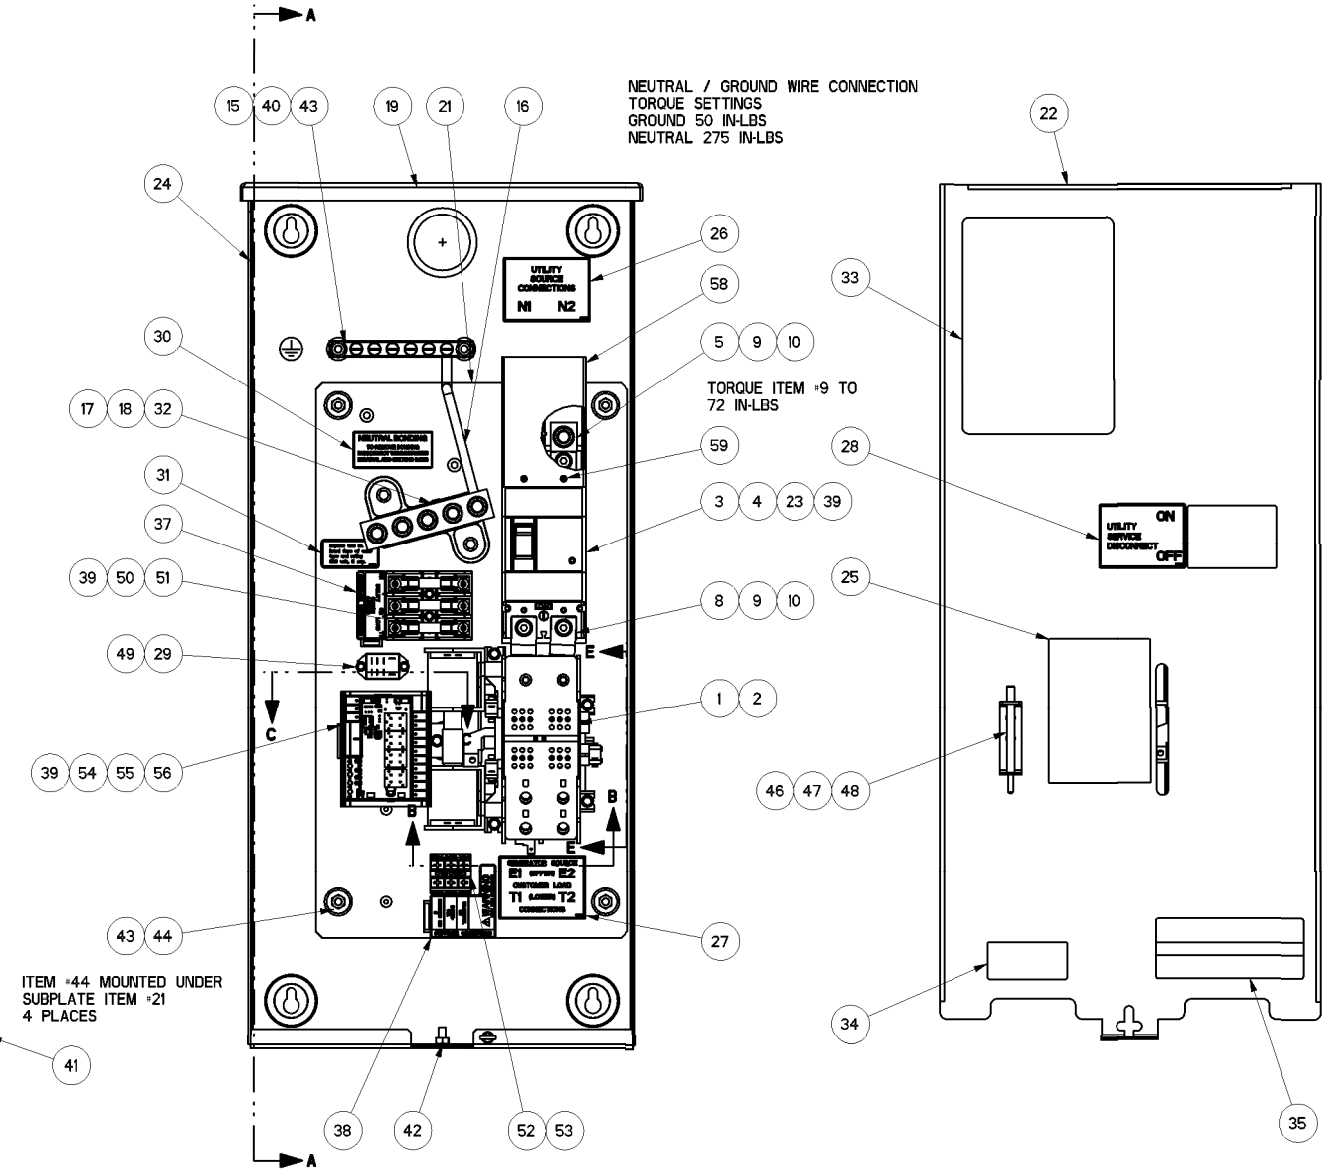 A
15 40 43 19 21 16
NEUTRAL / GROUND WIRE CONNECTION
TORQUE SETTINGS
GROUND 50 IN-LBS
NEUTRAL 275 IN-LBS
22
24
26
UTILITY
SOURCE
CONNECTIONS
N1 N2
58
33
30
5 9 10
TORQUE ITEM #9 TO
72 IN-LBS
17 18 32
NEUTRAL BONDING
59
28
31
3 4 23 39
37
UTILITY
SERVICE
DISCONNECT
ON
OFF
39 50 51
25
8 9 10
49 29
E
1 2
C
C
39 54 55 56
46 47 48
B
B
E
GENERATOR SOURCE
E1 (UPPER) E2
CUSTOMER LOAD
T1 (LOWER) T2
CONNECTIONS
WARNING
43 44
27
ITEM #44 MOUNTED UNDER
SUBPLATE ITEM #21
4 PLACES
34
41
38 42 52 53
35
A